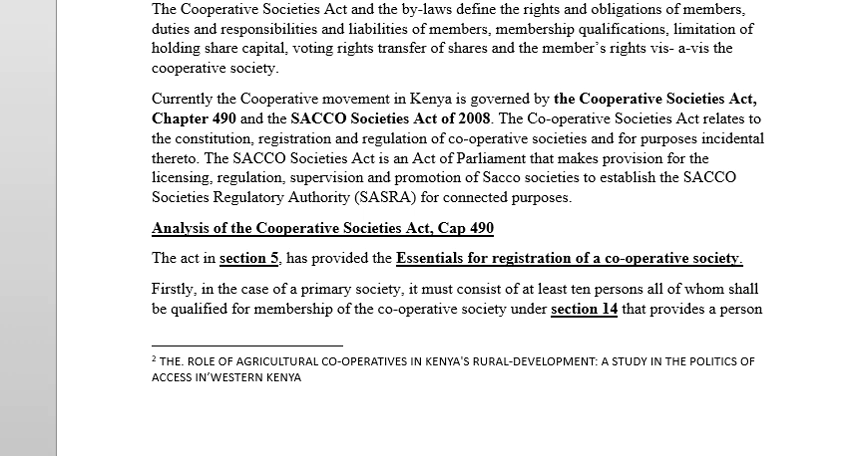 The Cooperative Societies Act and the by-laws define the rights and obligations of members,
duties and responsibilities and liabilities of members, membership qualifications, limitation of
holding share capital, voting rights transfer of shares and the member's rights vis- a-vis the
cooperative society.
Currently the Cooperative movement in Kenya is governed by the Cooperative Societies Act,
Chapter 490 and the SACCO Societies Act of 2008. The Co-operative Societies Act relates to
the constitution, registration and regulation of co-operative societies and for purposes incidental
thereto. The SACCO Societies Act is an Act of Parliament that makes provision for the
licensing, regulation, supervision and promotion of Sacco societies to establish the SACCO
Societies Regulatory Authority (SASRA) for connected purposes.
Analysis of the Cooperative Societies Act, Cap 490
The act in section 5, has provided the Essentials for registration of a co-operative society.
Firstly, in the case of a primary society, it must consist of at least ten persons all of whom shall
be qualified for membership of the co-operative society under section 14 that provides a person
2 THE. ROLE OF AGRICULTURAL CO-OPERATIVES IN KENYA'S RURAL-DEVELOPMENT: A STUDY IN THE POLITICS OF
ACCESS IN'WESTERN KENYA